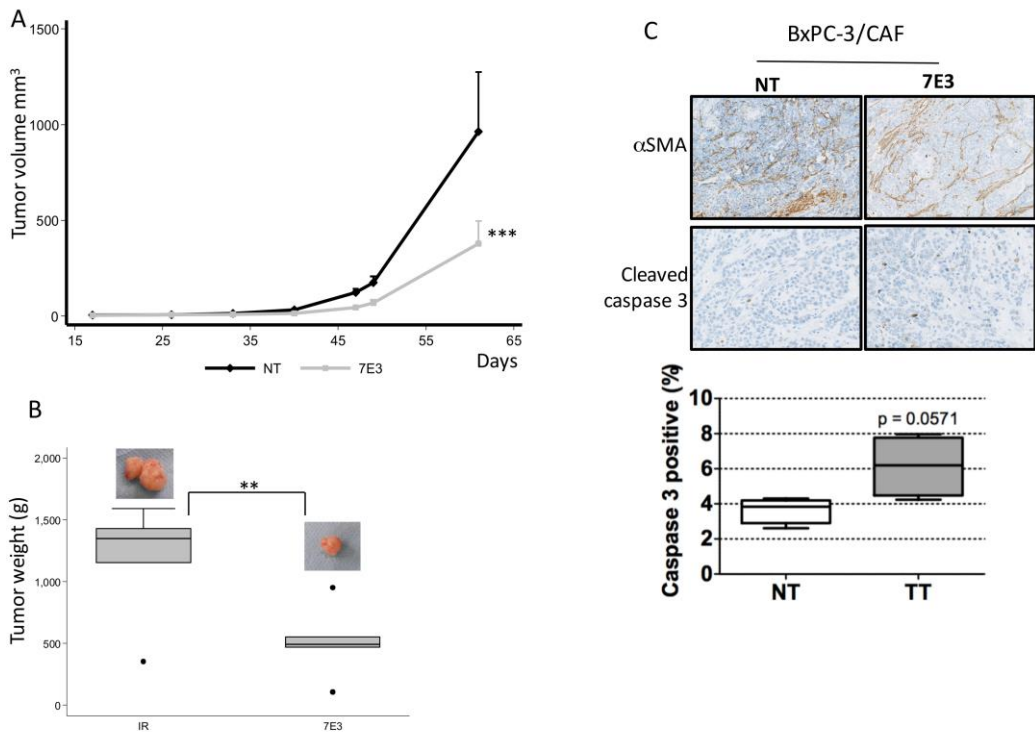 A
1500
1000
500
0
Tumor volume mm³
15 25 35 45 55 65
Days
***
NT 7E3
B
2,000
1,500
1,000
500
0
Tumor weight (g)
**
IR 7E3
C
BxPC-3/CAF
NT 7E3
αSMA
Cleaved
caspase 3
Caspase 3 positive (%)
10
8
6
4
2
0
p = 0.0571
NT TT